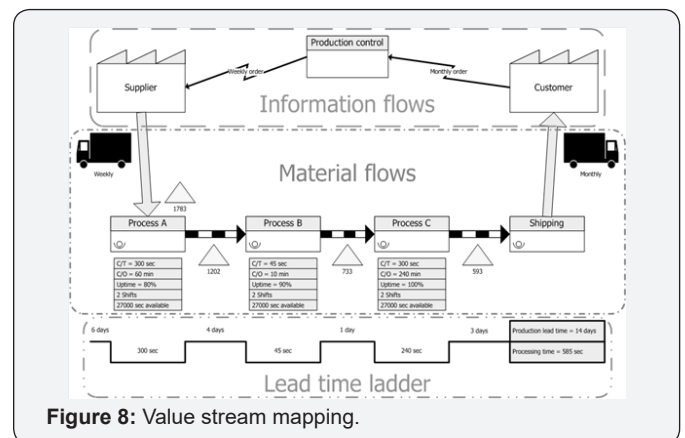 Production control
Weekly order
Monthly order
Supplier
Customer
Information flows
Weekly
Material flows
Monthly
1783
Process A
Process B
Process C
Shipping
1202
733
593
C/T = 300 sec
C/O = 60 min
Uptime = 80%
2 Shifts
27000 sec available
C/T = 45 sec
C/O = 10 min
Uptime = 90%
2 Shifts
27000 sec available
C/T = 300 sec
C/O = 240 min
Uptime = 100%
2 Shifts
27000 sec available
6 days
4 days
1 day
3 days
Production lead time = 14 days
300 sec
45 sec
240 sec
Processing time = 585 sec
Lead time ladder
Figure 8: Value stream mapping.